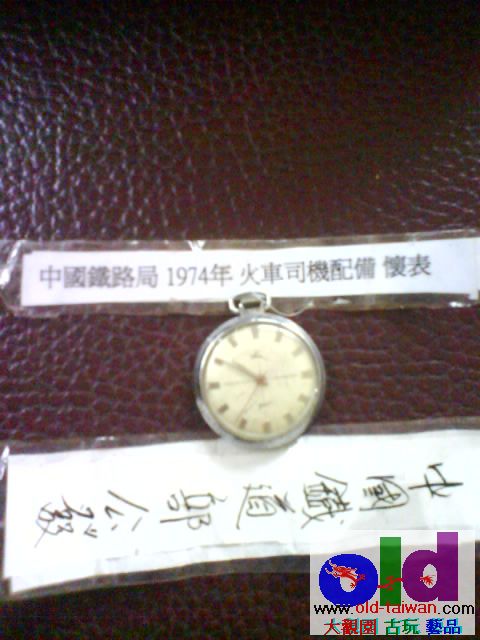 中國鐵路局 1974年 火車司機配備 懷表
中國鐵道部公發
old
www.old-taiwan.com
大觀園 古玩 藝品